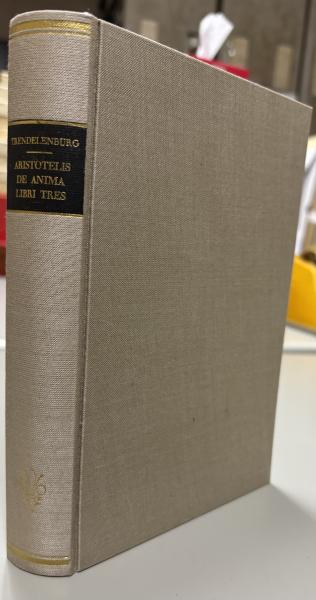 TRENDELENBURG
ARISTOTELIS
DE ANIMA
LIBRI TRES